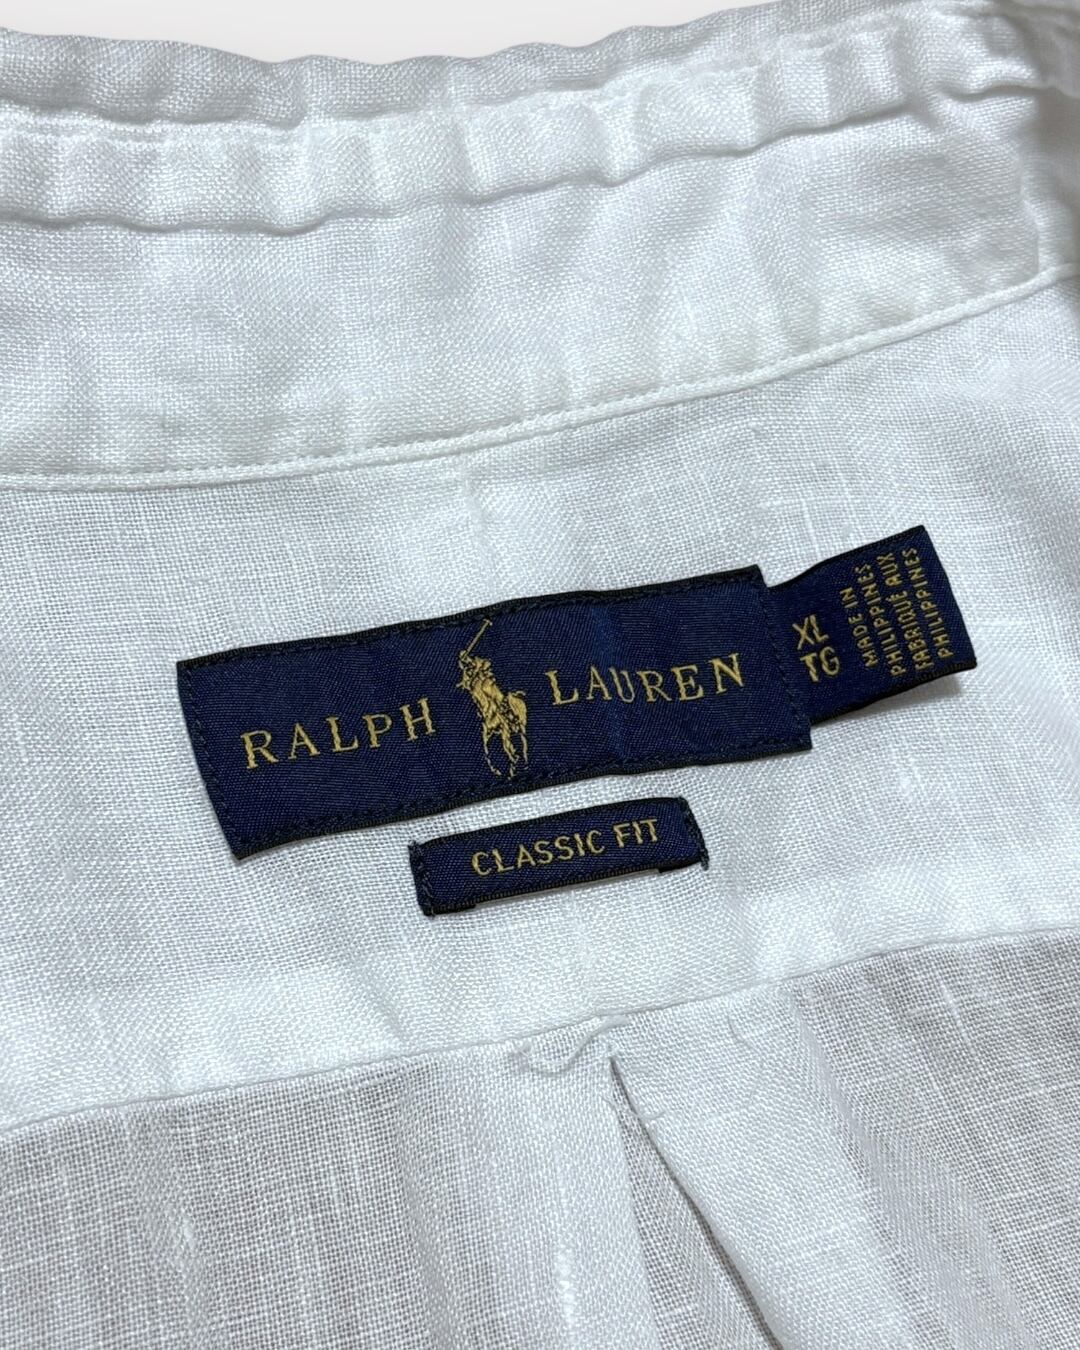 RALPH LAUREN
XL
TG
MADE IN
PHILIPPINES
FABRIQUÉ AUX
PHILIPPINES
CLASSIC FIT